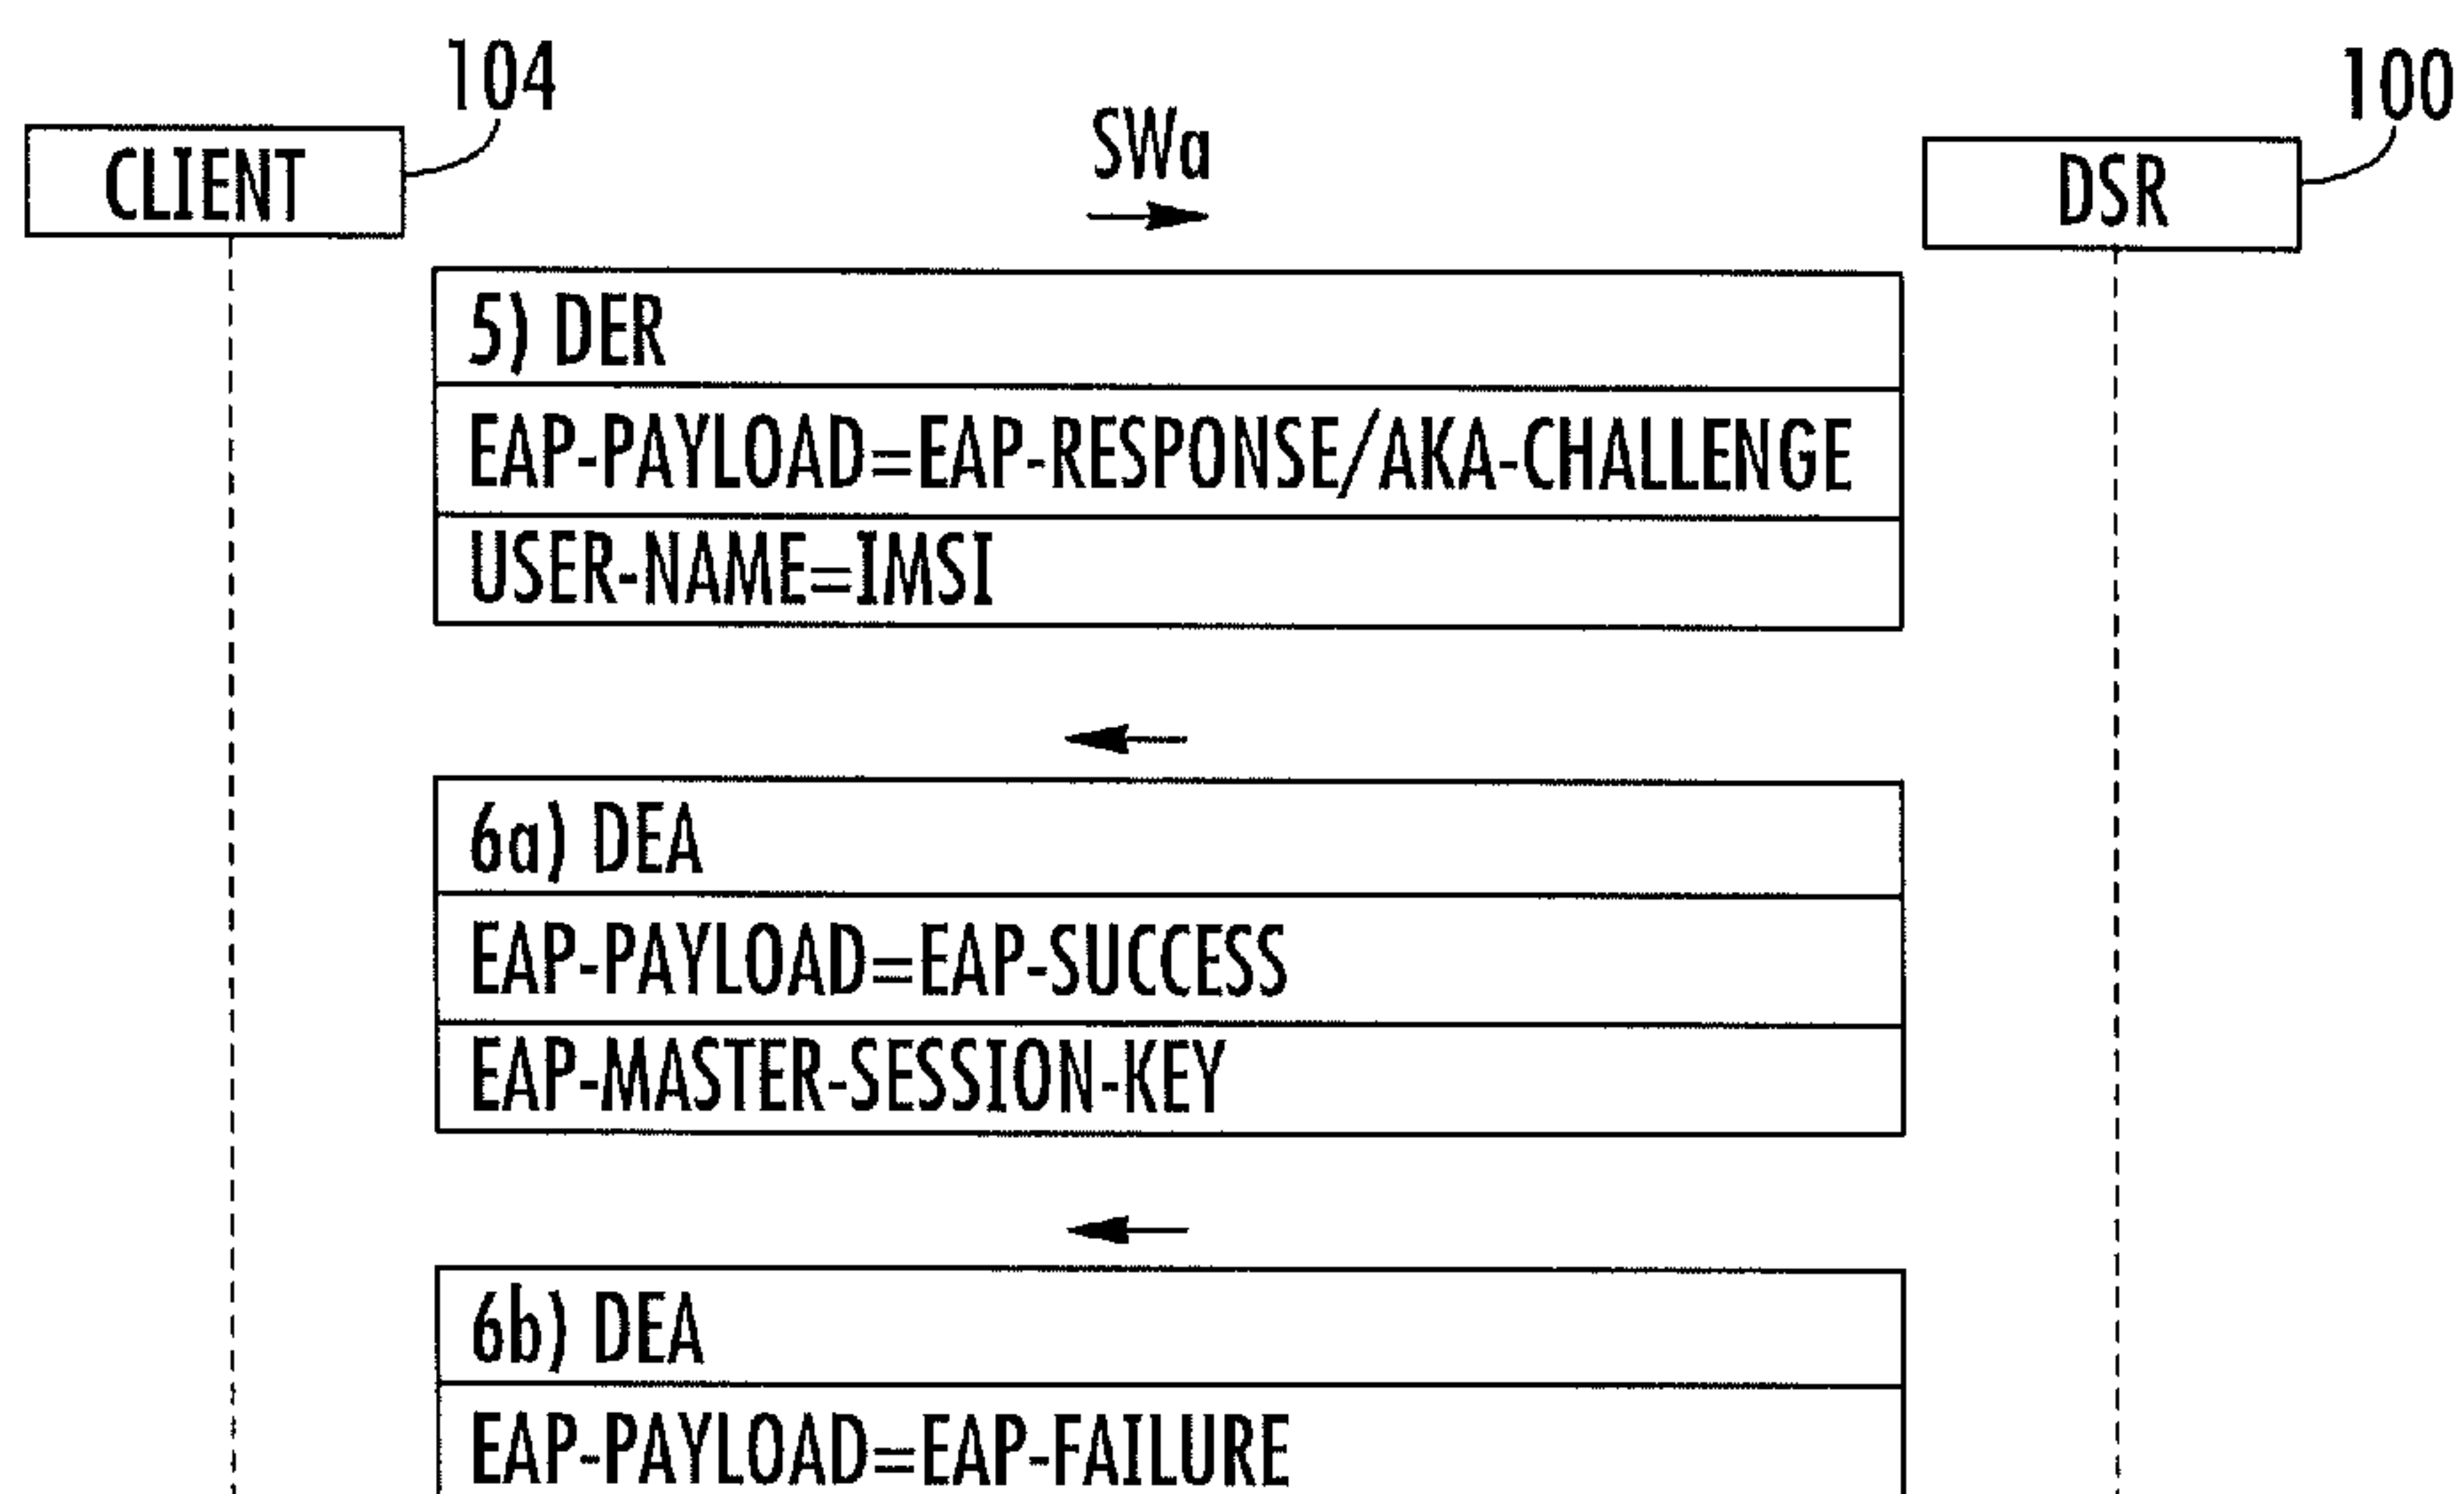 104
100
CLIENT
SWa
DSR
5) DER
EAP-PAYLOAD=EAP-RESPONSE/AKA-CHALLENGE
USER-NAME=IMSI
6a) DEA
EAP-PAYLOAD=EAP-SUCCESS
EAP-MASTER-SESSION-KEY
6b) DEA
EAP-PAYLOAD=EAP-FAILURE